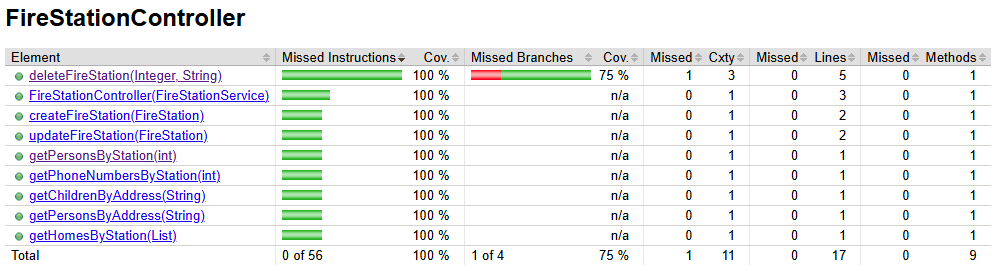 FireStationController
Element Missed Instructions Cov. Missed Branches Cov. Missed Cxty Missed Lines Missed Methods
deleteFireStation(Integer, String) 100 % 75 % 1 3 0 5 0 1
FireStationController(FireStationService) 100 % n/a 0 1 0 3 0 1
createFireStation(FireStation) 100 % n/a 0 1 0 2 0 1
updateFireStation(FireStation) 100 % n/a 0 1 0 2 0 1
getPersonsByStation(int) 100 % n/a 0 1 0 1 0 1
getPhoneNumbersByStation(int) 100 % n/a 0 1 0 1 0 1
getChildrenByAddress(String) 100 % n/a 0 1 0 1 0 1
getPersonsByAddress(String) 100 % n/a 0 1 0 1 0 1
getHomesByStation(List) 100 % n/a 0 1 0 1 0 1
Total 0 of 56 100 % 1 of 4 75 % 1 11 0 17 0 9